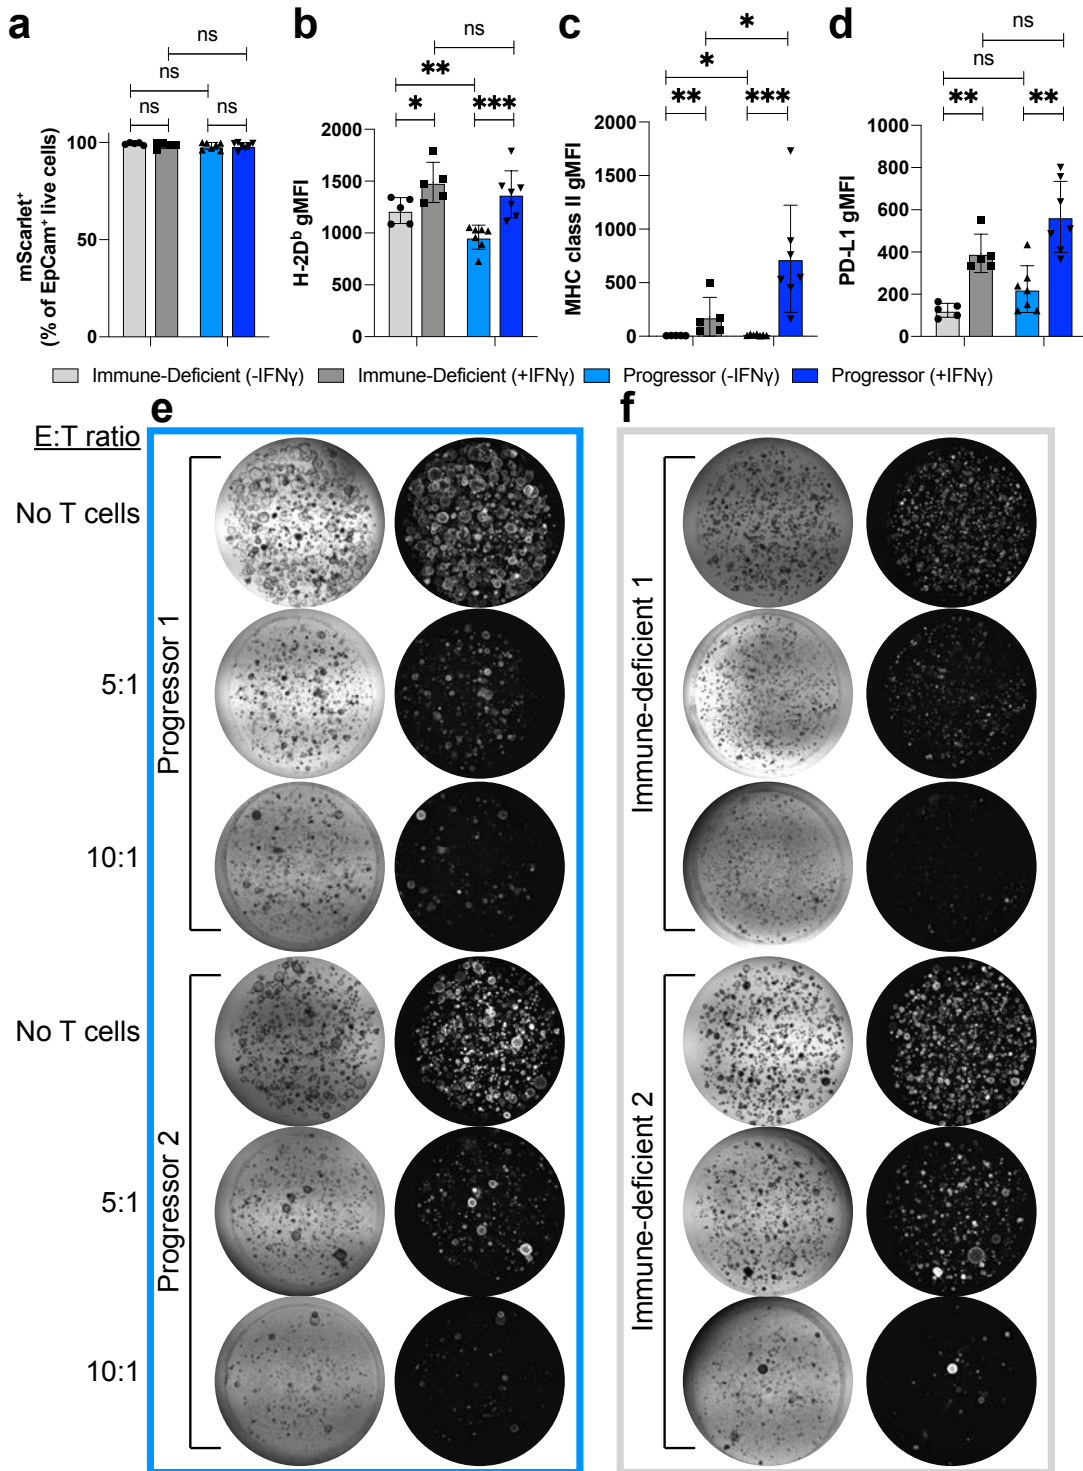 a
b
c
d
ns
ns
ns
ns
ns
**
*
***
*
*
**
***
ns
ns
**
**
mScarlet⁺
(% of EpCam⁺ live cells)
100
50
0
H-2Dᵇ gMFI
2000
1500
1000
500
0
MHC class II gMFI
2000
1500
1000
500
0
PD-L1 gMFI
1000
800
600
400
200
0
Immune-Deficient (-IFNγ)
Immune-Deficient (+IFNγ)
Progressor (-IFNγ)
Progressor (+IFNγ)
e
f
E:T ratio
No T cells
5:1
10:1
Progressor 1
Immune-deficient 1
No T cells
5:1
10:1
Progressor 2
Immune-deficient 2